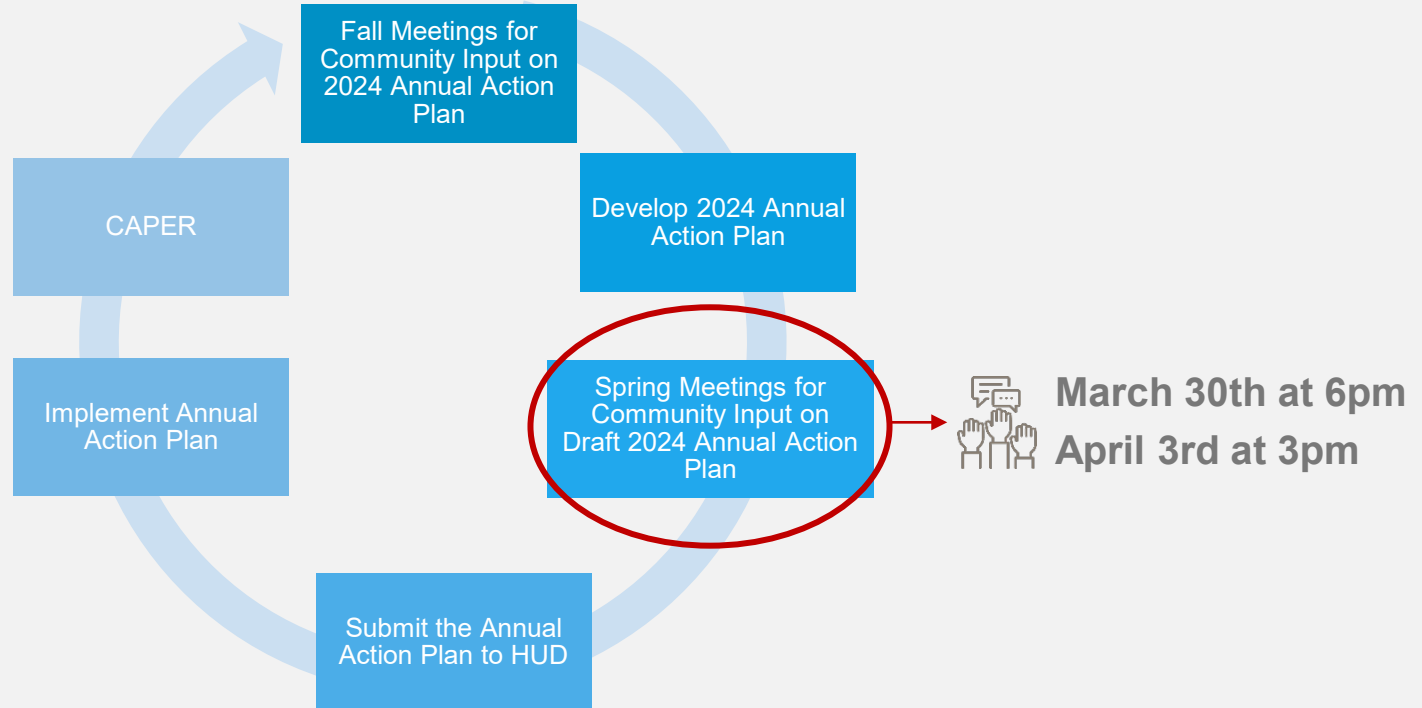 Fall Meetings for
Community Input on
2024 Annual Action
Plan
Develop 2024 Annual
Action Plan
Spring Meetings for
Community Input on
Draft 2024 Annual Action
Plan
March 30th at 6pm
April 3rd at 3pm
Submit the Annual
Action Plan to HUD
Implement Annual
Action Plan
CAPER